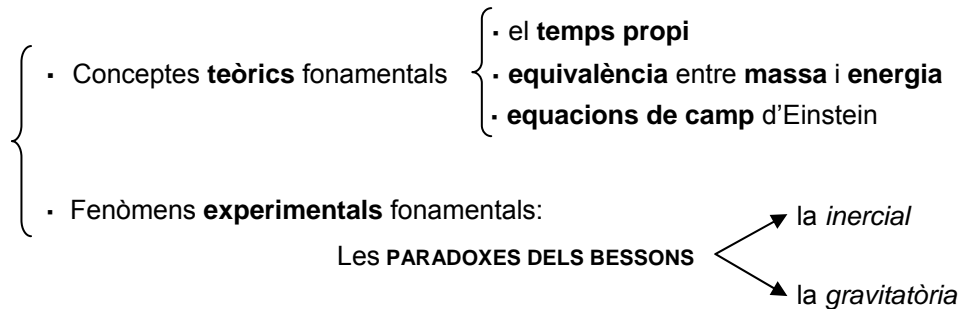 · el temps propi
· Conceptes teòrics fonamentals
· equivalència entre massa i energia
· equacions de camp d'Einstein
· Fenòmens experimentals fonamentals:
la inercial
Les PARADOXES DELS BESSONS
la gravitatòria